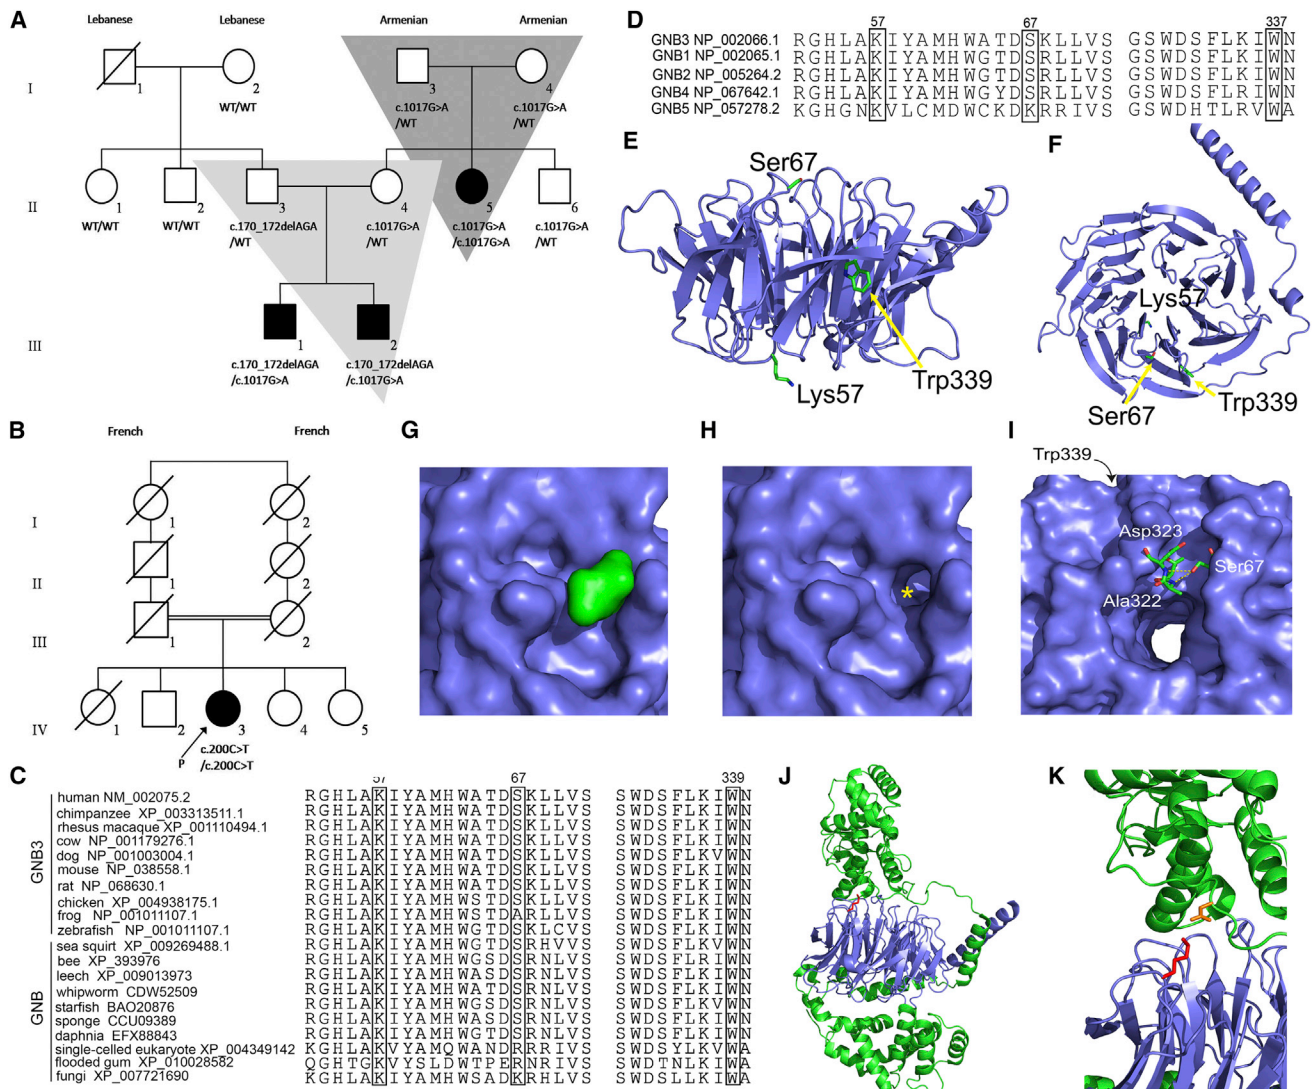 A
Lebanese Lebanese Armenian Armenian
I
1 2 3 4
WT/WT c.1017G>A c.1017G>A
/WT /WT
II
1 2 3 4 5 6
WT/WT WT/WT c.170_172delAGA c.1017G>A c.1017G>A c.1017G>A
/WT /WT /c.1017G>A /WT
III
1 2
c.170_172delAGA c.170_172delAGA
/c.1017G>A /c.1017G>A
B
French French
I
1 2
II
1 2
III
1 2
IV
1 2 3 4 5
P c.200C>T
/c.200C>T
C
57 67 339
GNB3
human NM_002075.2 RGHLAKIYAMHWATDSKLLVS SWDSFLKIWN
chimpanzee XP_003313511.1 RGHLAKIYAMHWATDSKLLVS SWDSFLKIWN
rhesus macaque XP_001110494.1 RGHLAKIYAMHWATDSKLLVS SWDSFLKIWN
cow NP_001179276.1 RGHLAKIYAMHWATDSKLLVS SWDSFLKIWN
dog NP_001003004.1 RGHLAKIYAMHWATDSKLLVS SWDSFLKVWN
mouse NP_038558.1 RGHLAKIYAMHWATDSKLLVS SWDSFLKIWN
rat NP_068630.1 RGHLAKIYAMHWATDSKLLVS SWDSFLKIWN
chicken XP_004938175.1 RGHLAKIYAMHWATDSKLLVS SWDSFLKIWN
frog NP_001011107.1 RGHLAKIYAMHWSTDARLLVS SWDSFLKIWN
zebrafish NP_001011107.1 RGHLAKIYAMHWATDSKLCVS SWDSFLKIWN
GNB
sea squirt XP_009269488.1 RGHLAKIYAMHWGTDSRHVVS SWDSFLKVWN
bee XP_393976 RGHLAKIYAMHWGSDSRNLVS SWDSFLRIWN
leech XP_009013973 RGHLAKIYAMHWGTDSRNLVS SWDSFLKIWN
whipworm CDW52509 RGHLAKIYAMHWGTDSRNLVS SWDSFLKIWN
starfish BAO20876 RGHLAKIYAMHWGSDSRNLVS SWDSFLKVWN
sponge CCU09389 RGHLAKIYAMHWGSDSRNLVS SWDSFLKIWN
daphnia EFX88843 RGHLAKIYAMHWGTDSRNLVS SWDSFLKIWN
single-celled eukaryote XP_004349142 KGHLAKVYAMQWANDRRRIVS SWDSYLKVWA
flooded gum XP_010028582 QGHTGKVYSLDWTPERNRIVS SWDTNLKIWA
fungi XP_007721690 KGHLAKIYAMHWSADKRHLVS SWDSFLKVWA
D
57 67 337
GNB3 NP_002066.1 RGHLAKIYAMHWATDSKLLVS GSWDSFLKIWN
GNB1 NP_002065.1 RGHLAKIYAMHWGTDSRLLVS GSWDSFLKIWN
GNB2 NP_005264.2 RGHLAKIYAMHWGTDSRLLVS GSWDSFLKIWN
GNB4 NP_067642.1 RGHLAKIYAMHWGYDSRLLVS GSWDSFLKIWN
GNB5 NP_057278.2 KGHGNKVLCMDWCKDKRRIVS GSWDHTLRVWA
E
Ser67
Trp339
Lys57
F
Lys57
Ser67
Trp339
G
H
*
I
Trp339
Asp323
Ser67
Ala322
J
K